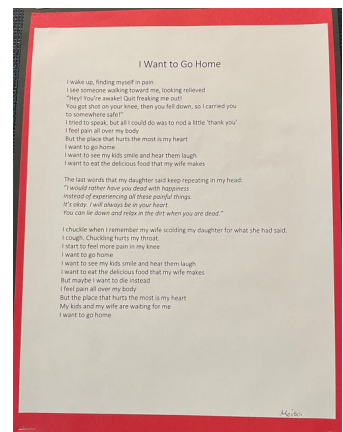 I Want to Go Home
I wake up, finding myself in pain
I see someone walking toward me, looking relieved
"Hey! You're awake! Quit freaking me out!
You got shot on your knee, then you fell down, so I carried you
to somewhere safe!"
I tried to speak, but all I could do was to nod a little 'thank you'
I feel pain all over my body
But the place that hurts the most is my heart
I want to go home
I want to see my kids smile and hear them laugh
I want to eat the delicious food that my wife makes
The last words that my daughter said keep repeating in my head:
"I would rather have you dead with happiness
instead of experiencing all these painful things.
It's okay. I will always be in your heart.
You can lie down and relax in the dirt when you are dead."
I chuckle when I remember my wife scolding my daughter for what she had said.
I cough. Chuckling hurts my throat.
I start to feel more pain in my knee
I want to go home
I want to see my kids smile and hear them laugh
I want to eat the delicious food that my wife makes
But maybe I want to die instead
I feel pain all over my body
But the place that hurts the most is my heart
My kids and my wife are waiting for me
I want to go home